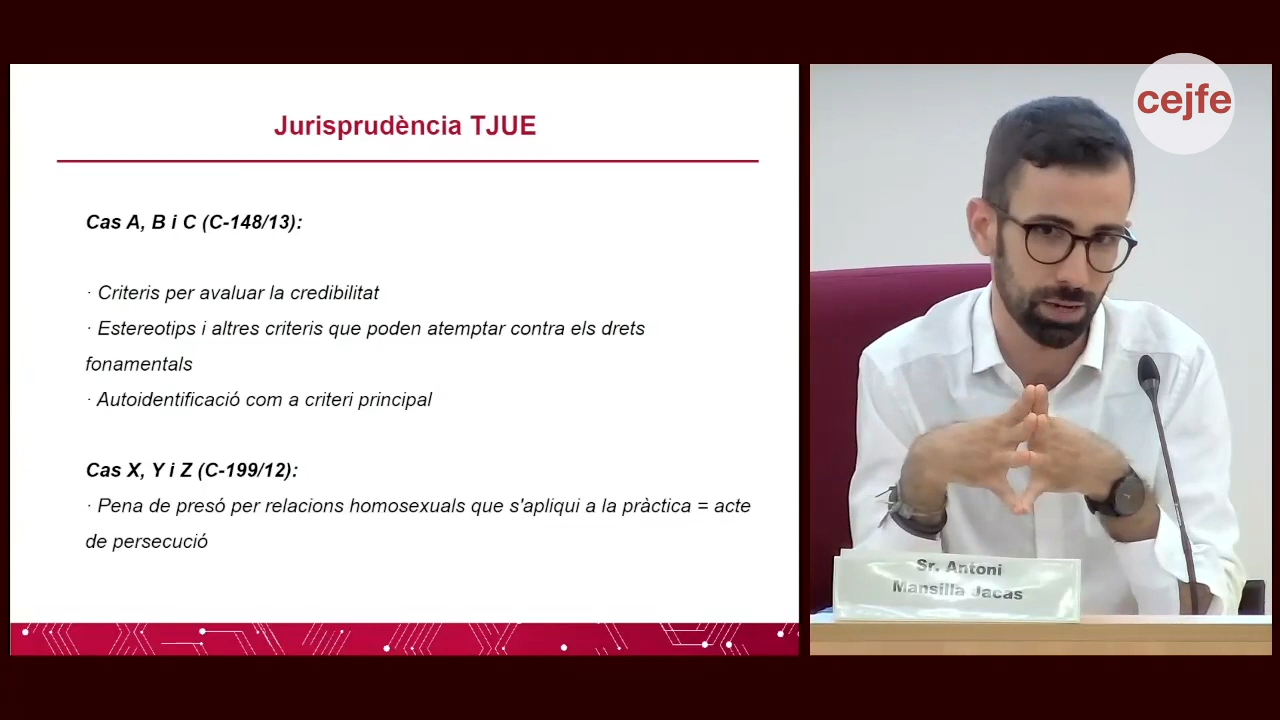 Jurisprudència TJUE
Cas A, B i C (C-148/13):
· Criteris per avaluar la credibilitat
· Estereotips i altres criteris que poden atemptar contra els drets
fonamentals
· Autoidentificació com a criteri principal
Cas X, Y i Z (C-199/12):
· Pena de presó per relacions homosexuals que s'apliqui a la pràctica = acte
de persecució
cejfe
Sr. Antoni
Mansilla Jacas